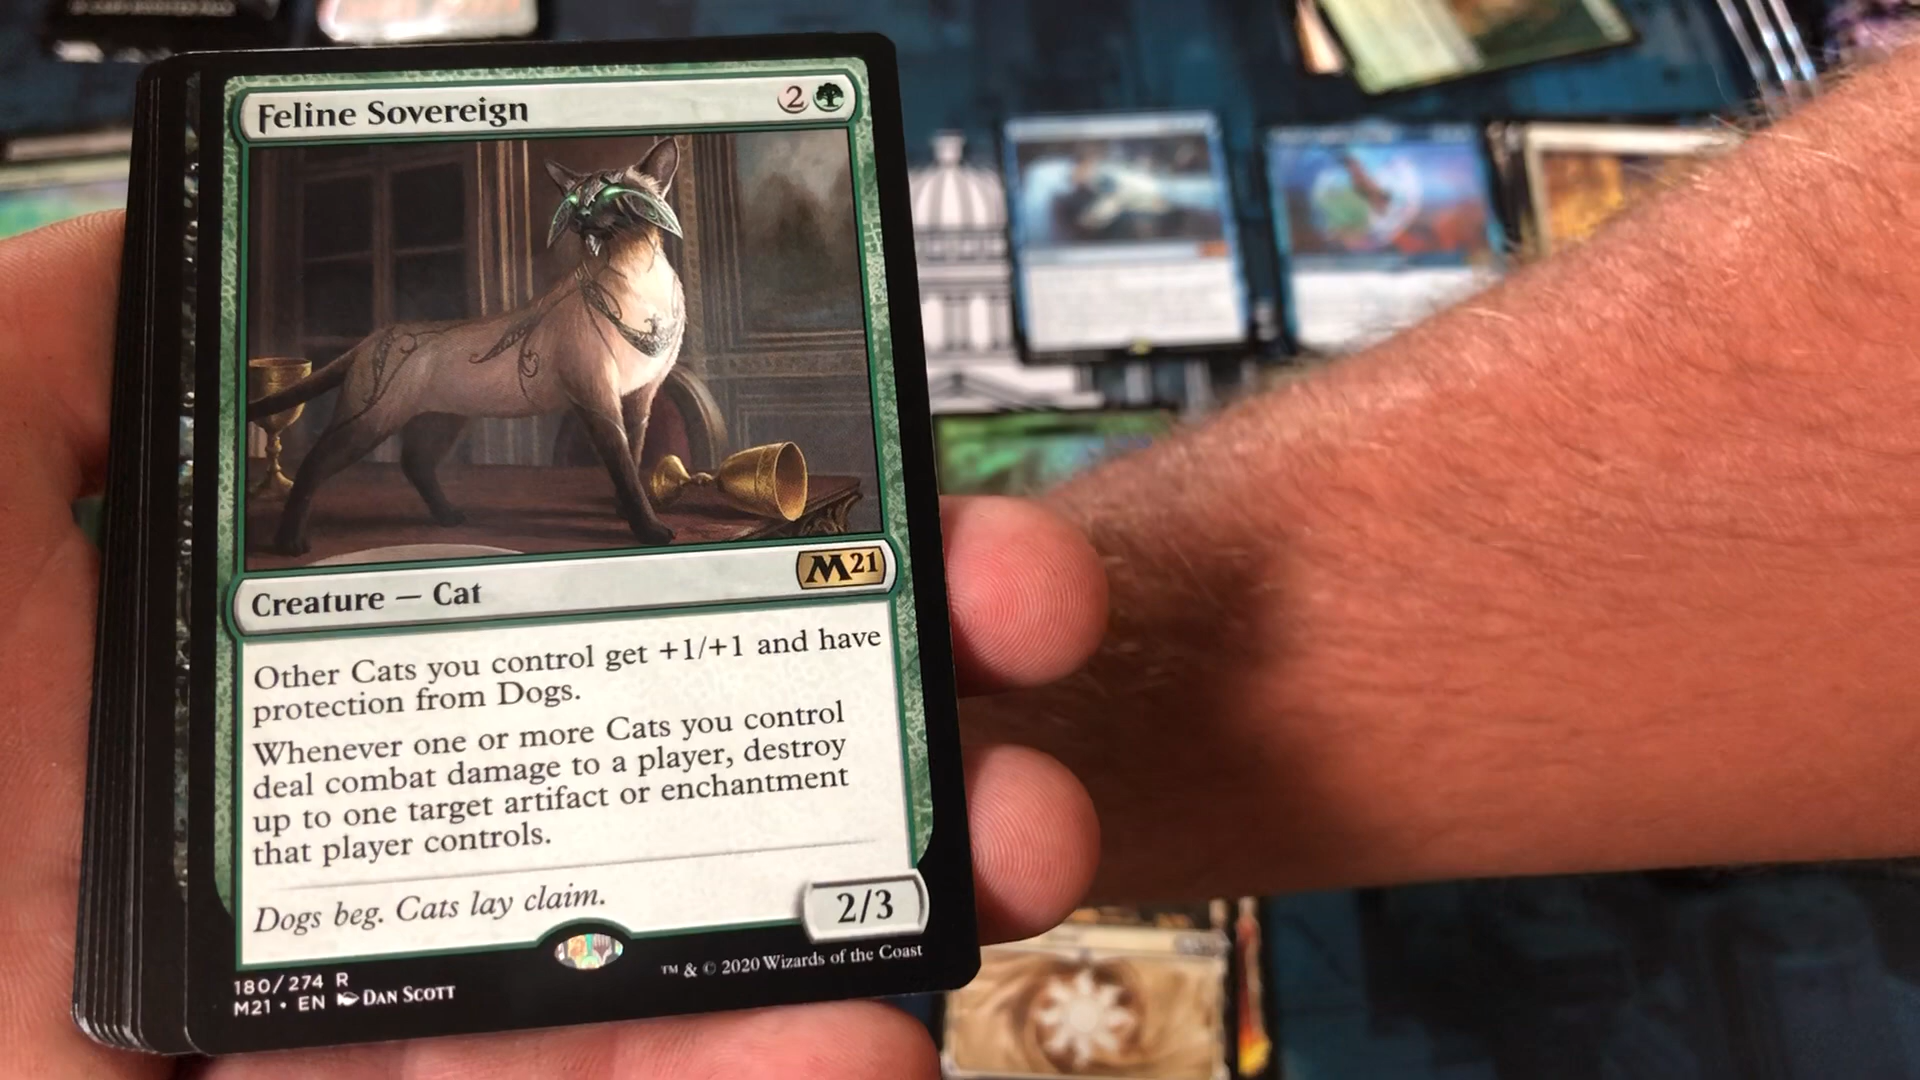 Feline Sovereign 2
M21
Creature — Cat
Other Cats you control get +1/+1 and have
protection from Dogs.
Whenever one or more Cats you control
deal combat damage to a player, destroy
up to one target artifact or enchantment
that player controls.
Dogs beg. Cats lay claim.
2/3
180/274 R
M21 • EN DAN SCOTT
™ & © 2020 Wizards of the Coast